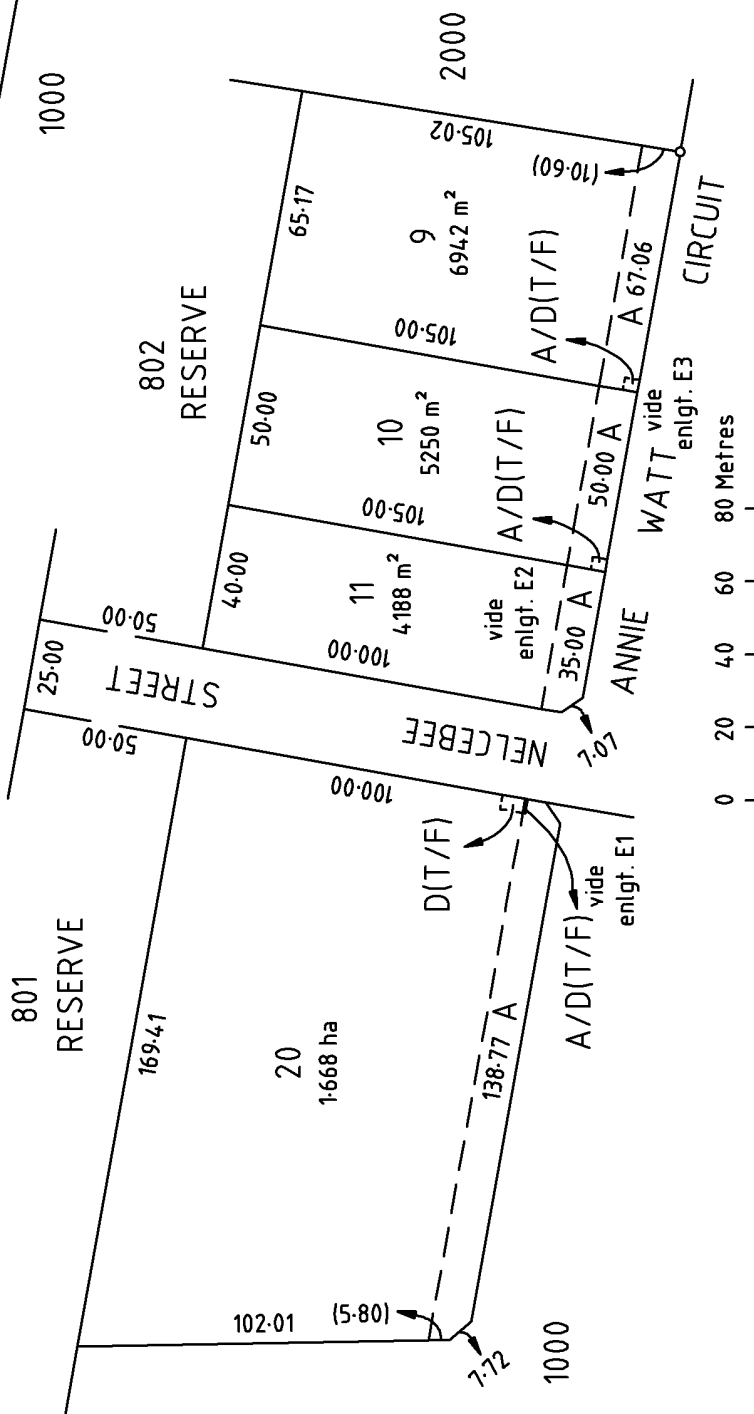 1000
2000
802
RESERVE
65·17
105·02
9
6942 m²
(10·60)
A/D(T/F)
A 67·06
CIRCUIT
105·00
50·00
10
5250 m²
A/D(T/F)
50·00 A
vide
enlgt. E3
WATT
105·00
40·00
11
4188 m²
vide
enlgt. E2
35·00 A
ANNIE
100·00
7·07
50·00
25·00
STREET
NELCEBEE
50·00
100·00
801
RESERVE
169·41
20
1·668 ha
D(T/F)
A/D(T/F)
vide
enlgt. E1
138·77 A
102·01
(5·80)
7·72
1000
0 20 40 60 80 Metres